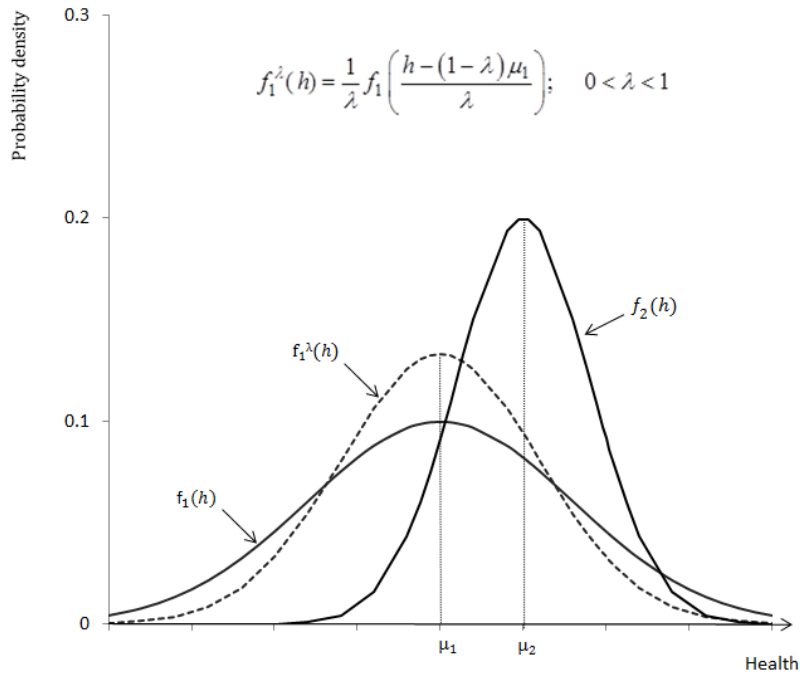 Probability density
0.3
f₁^λ(h) = 1/λ f₁((h−(1−λ)μ₁)/λ);  0<λ<1
0.2
f₂(h)
f₁^λ(h)
0.1
f₁(h)
0
μ₁ μ₂
Health